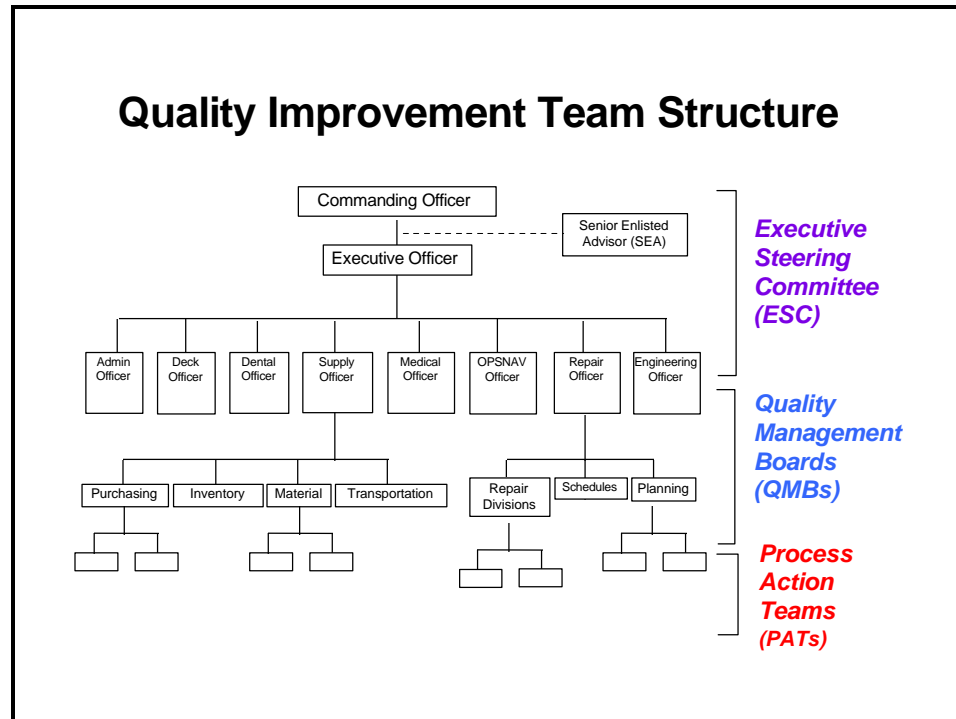 Quality Improvement Team Structure
Commanding Officer
Senior Enlisted
Advisor (SEA)
Executive Officer
Executive
Steering
Committee
(ESC)
Admin
Officer
Deck
Officer
Dental
Officer
Supply
Officer
Medical
Officer
OPSNAV
Officer
Repair
Officer
Engineering
Officer
Quality
Management
Boards
(QMBs)
Purchasing
Inventory
Material
Transportation
Repair
Divisions
Schedules
Planning
Process
Action
Teams
(PATs)